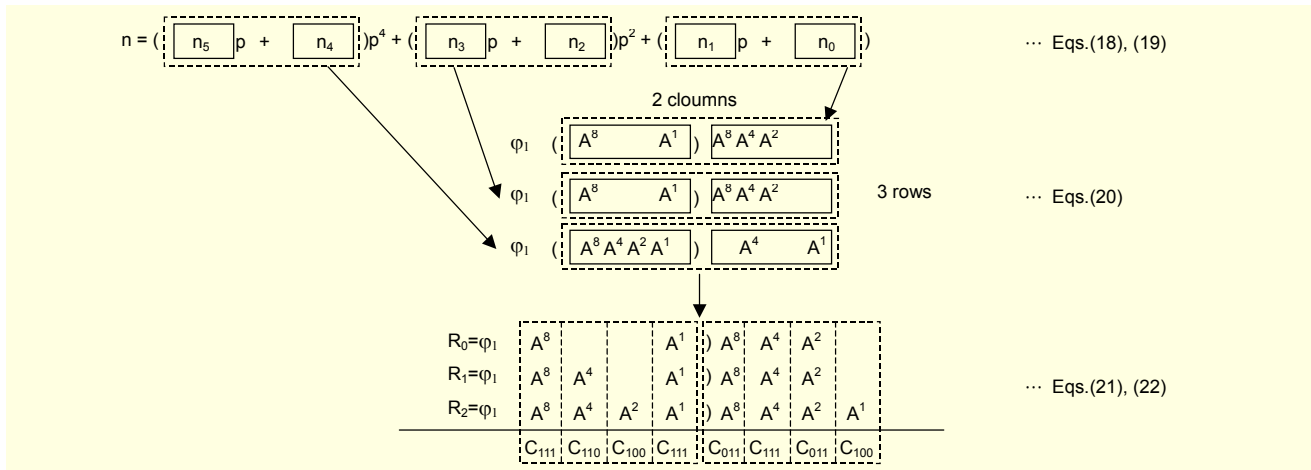 n = ( n₅ p + n₄ )p⁴ + ( n₃ p + n₂ )p² + ( n₁ p + n₀ ) ⋯ Eqs.(18), (19)
2 cloumns
φ₁ ( A⁸ A¹ ) A⁸ A⁴ A²
φ₁ ( A⁸ A¹ ) A⁸ A⁴ A² 3 rows ⋯ Eqs.(20)
φ₁ ( A⁸ A⁴ A² A¹ ) A⁴ A¹
R₀=φ₁ A⁸ A¹ ) A⁸ A⁴ A²
R₁=φ₁ A⁸ A⁴ A¹ ) A⁸ A⁴ A² ⋯ Eqs.(21), (22)
R₂=φ₁ A⁸ A⁴ A² A¹ ) A⁸ A⁴ A² A¹
C₁₁₁ C₁₁₀ C₁₀₀ C₁₁₁ C₀₁₁ C₁₁₁ C₀₁₁ C₁₀₀